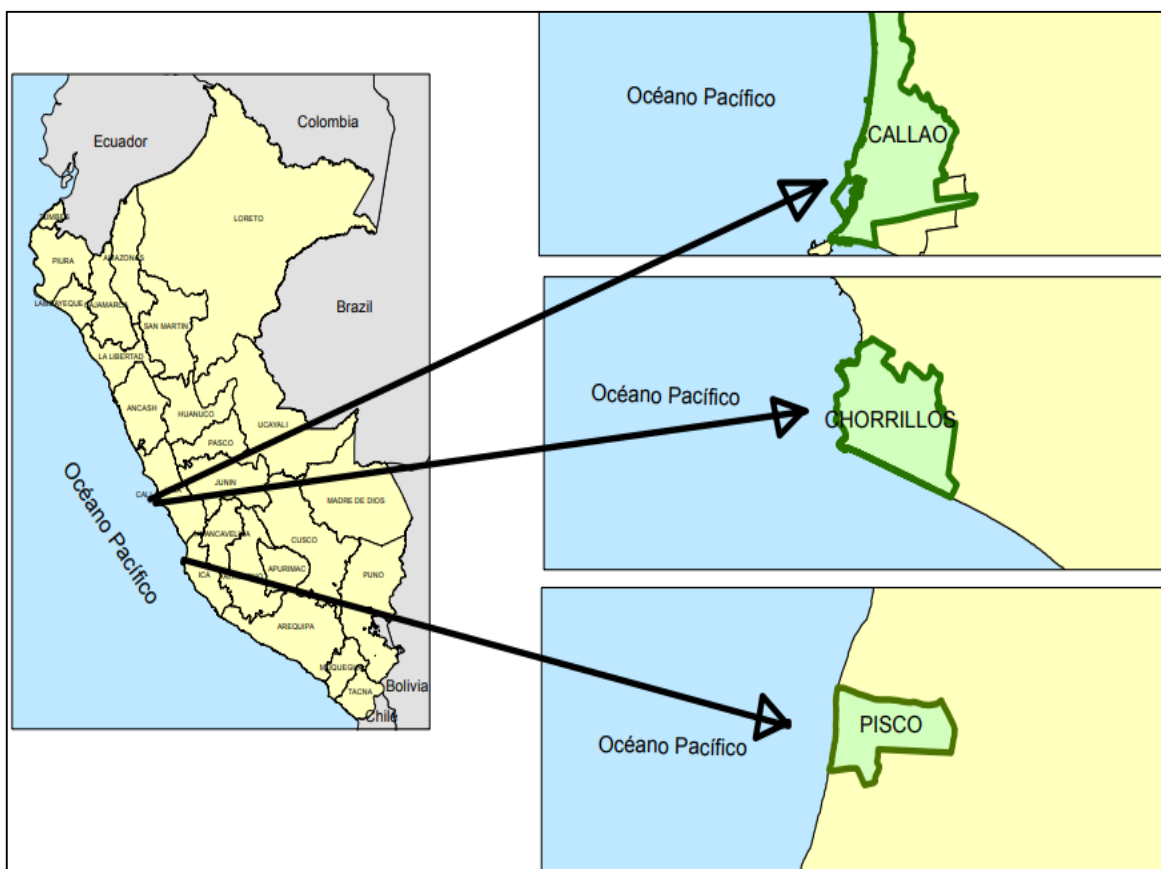 Ecuador
Colombia
TUMBES
LORETO
PIURA
AMAZONAS
LAMBAYEQUE
CAJAMARCA
Brazil
SAN MARTIN
LA LIBERTAD
ANCASH
HUANUCO
UCAYALI
PASCO
JUNIN
MADRE DE DIOS
HUANCAVELICA
CUSCO
ICA
APURIMAC
PUNO
AREQUIPA
MOQUEGUA
TACNA
Bolivia
Chile
Océano Pacífico
Océano Pacífico
CALLAO
Océano Pacífico
CHORRILLOS
Océano Pacífico
PISCO